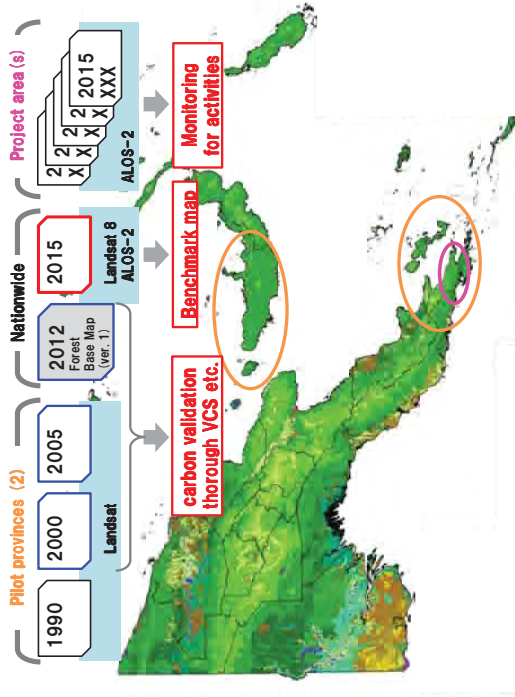 Pilot provinces (2)
Nationwide
Project area (s)
1990
2000
2005
2012
Forest
Base Map
(ver. 1)
2015
2
2
2
2
2015
X
X
X
X
XXX
Landsat
Landsat 8
ALOS-2
ALOS-2
carbon validation
thorough VCS etc.
Benchmark map
Monitoring
for activities